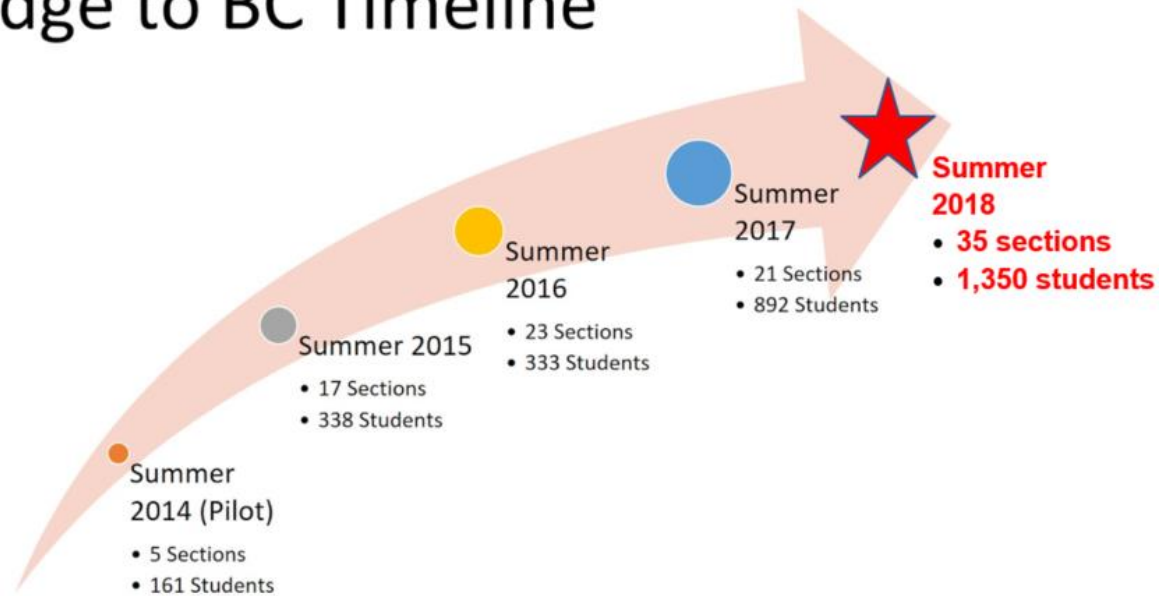 dge to BC Timeline
Summer
2014 (Pilot)
• 5 Sections
• 161 Students
Summer 2015
• 17 Sections
• 338 Students
Summer
2016
• 23 Sections
• 333 Students
Summer
2017
• 21 Sections
• 892 Students
Summer
2018
• 35 sections
• 1,350 students